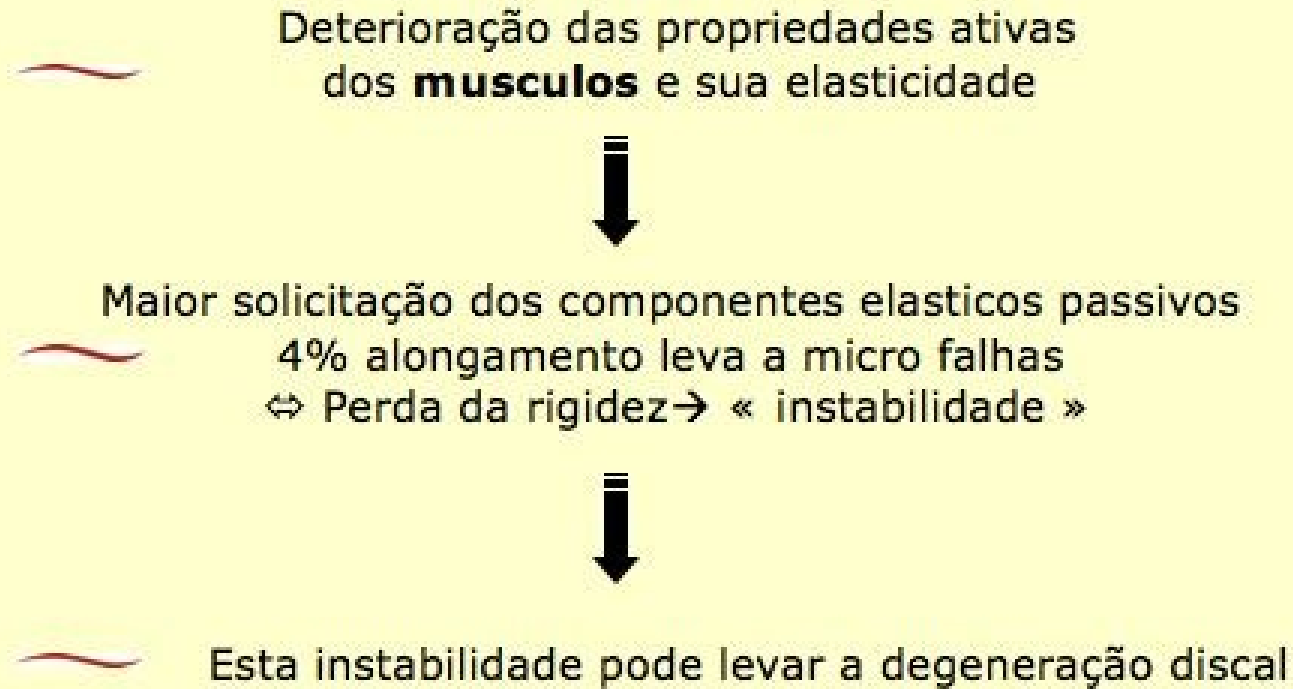 Deterioração das propriedades ativas
dos musculos e sua elasticidade
Maior solicitação dos componentes elasticos passivos
4% alongamento leva a micro falhas
⇔ Perda da rigidez→ « instabilidade »
Esta instabilidade pode levar a degeneração discal